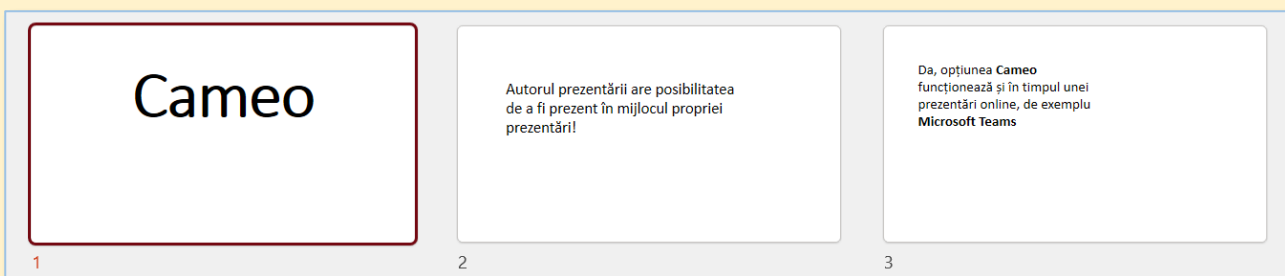 Cameo
Autorul prezentării are posibilitatea
de a fi prezent în mijlocul propriei
prezentări!
Da, opțiunea Cameo
funcționează și în timpul unei
prezentări online, de exemplu
Microsoft Teams
1
2
3